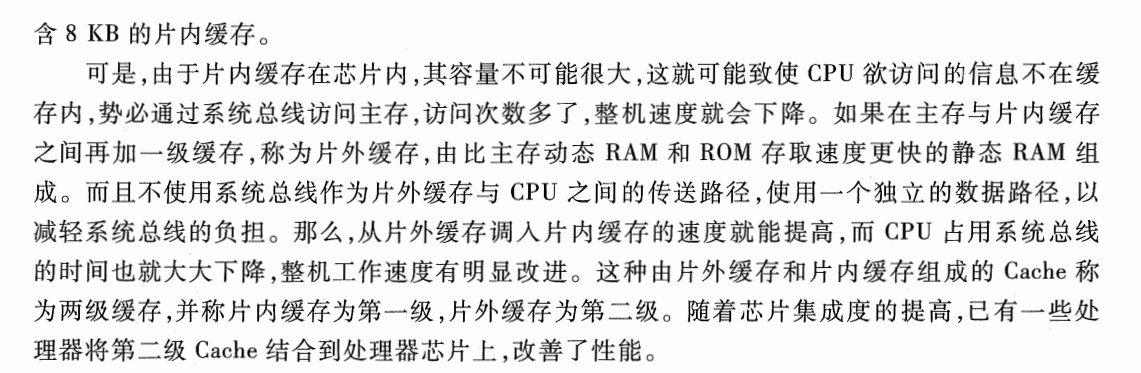 含 8 KB 的片内缓存。
可是,由于片内缓存在芯片内,其容量不可能很大,这就可能致使 CPU 欲访问的信息不在缓
存内,势必通过系统总线访问主存,访问次数多了,整机速度就会下降。如果在主存与片内缓存
之间再加一级缓存,称为片外缓存,由比主存动态 RAM 和 ROM 存取速度更快的静态 RAM 组
成。而且不使用系统总线作为片外缓存与 CPU 之间的传送路径,使用一个独立的数据路径,以
减轻系统总线的负担。那么,从片外缓存调入片内缓存的速度就能提高,而 CPU 占用系统总线
的时间也就大大下降,整机工作速度有明显改进。这种由片外缓存和片内缓存组成的 Cache 称
为两级缓存,并称片内缓存为第一级,片外缓存为第二级。随着芯片集成度的提高,已有一些处
理器将第二级 Cache 结合到处理器芯片上,改善了性能。